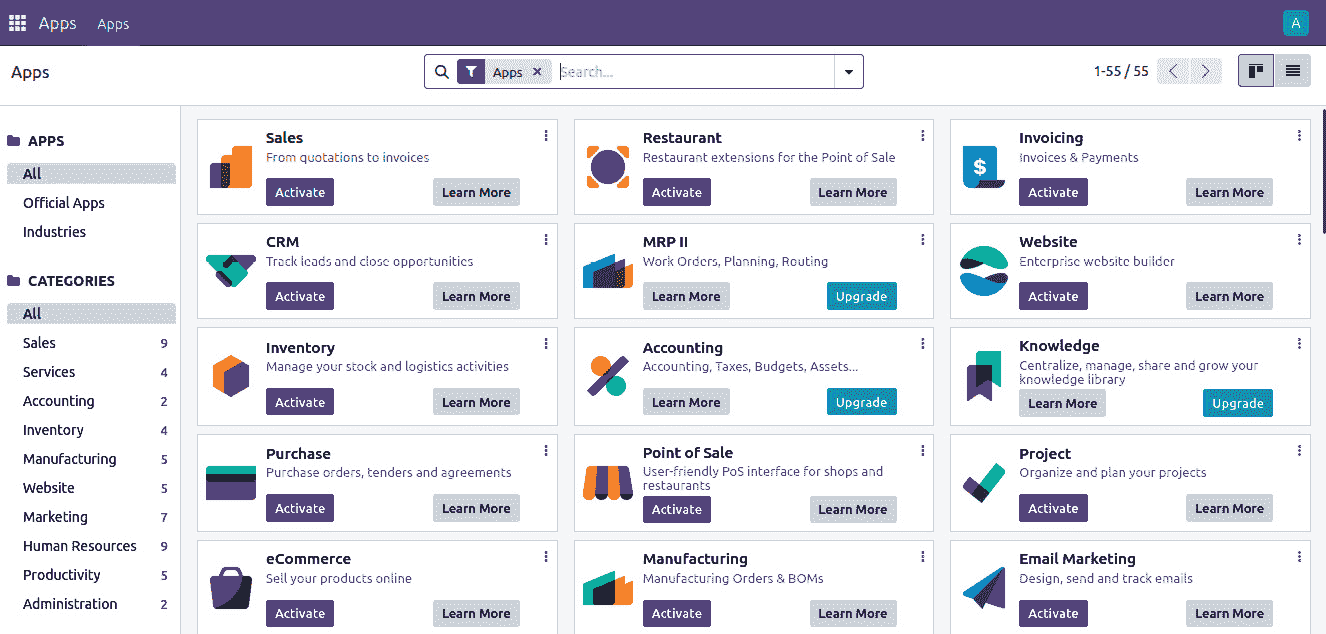 Apps Apps A
Apps
Apps × Search...
1-55 / 55
APPS
All
Official Apps
Industries
CATEGORIES
All
Sales 9
Services 4
Accounting 2
Inventory 4
Manufacturing 5
Website 5
Marketing 7
Human Resources 9
Productivity 5
Administration 2
Sales
From quotations to invoices
Activate Learn More
Restaurant
Restaurant extensions for the Point of Sale
Activate Learn More
$
Invoicing
Invoices & Payments
Activate Learn More
CRM
Track leads and close opportunities
Activate Learn More
MRP II
Work Orders, Planning, Routing
Learn More Upgrade
Website
Enterprise website builder
Activate Learn More
Inventory
Manage your stock and logistics activities
Activate Learn More
Accounting
Accounting, Taxes, Budgets, Assets...
Learn More Upgrade
Knowledge
Centralize, manage, share and grow your
knowledge library
Learn More Upgrade
Purchase
Purchase orders, tenders and agreements
Activate Learn More
Point of Sale
User-friendly PoS interface for shops and
restaurants
Activate Learn More
Project
Organize and plan your projects
Activate Learn More
eCommerce
Sell your products online
Activate Learn More
Manufacturing
Manufacturing Orders & BOMs
Activate Learn More
Email Marketing
Design, send and track emails
Activate Learn More